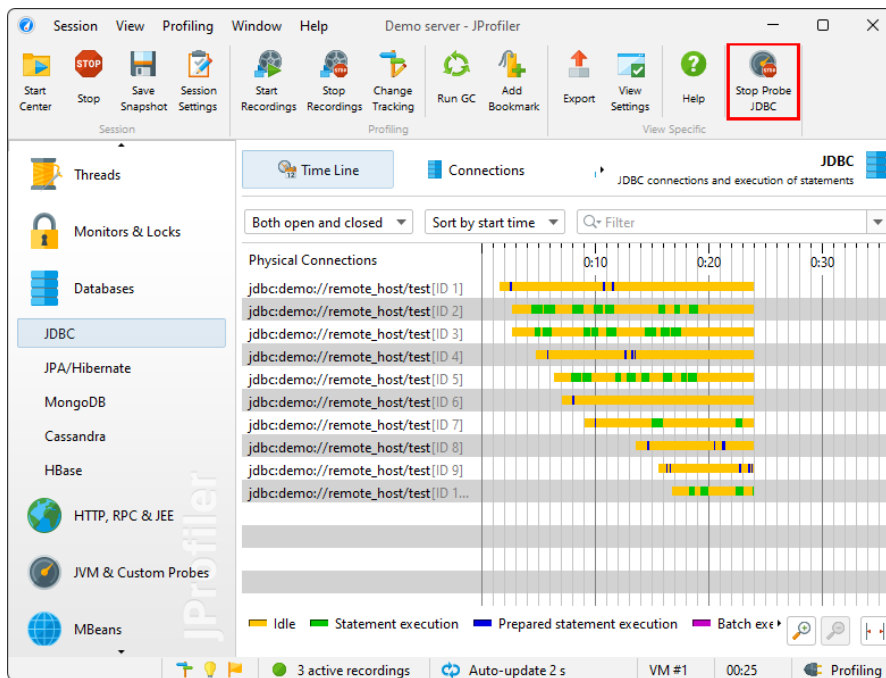 Session View Profiling Window Help Demo server - JProfiler
Start Center
STOP
Stop
Save Snapshot
Session Settings
Start Recordings
Stop Recordings
Change Tracking
Run GC
Add Bookmark
Export
View Settings
Help
Stop Probe JDBC
Session
Profiling
View Specific
Threads
Monitors & Locks
Databases
JDBC
JPA/Hibernate
MongoDB
Cassandra
HBase
HTTP, RPC & JEE
JVM & Custom Probes
MBeans
JProfiler
Time Line
Connections
JDBC
JDBC connections and execution of statements
Both open and closed
Sort by start time
Filter
Physical Connections
0:10 0:20 0:30
jdbc:demo://remote_host/test[ID 1]
jdbc:demo://remote_host/test[ID 2]
jdbc:demo://remote_host/test[ID 3]
jdbc:demo://remote_host/test[ID 4]
jdbc:demo://remote_host/test[ID 5]
jdbc:demo://remote_host/test[ID 6]
jdbc:demo://remote_host/test[ID 7]
jdbc:demo://remote_host/test[ID 8]
jdbc:demo://remote_host/test[ID 9]
jdbc:demo://remote_host/test[ID 1...
Idle Statement execution Prepared statement execution Batch exe
3 active recordings Auto-update 2 s VM #1 00:25 Profiling